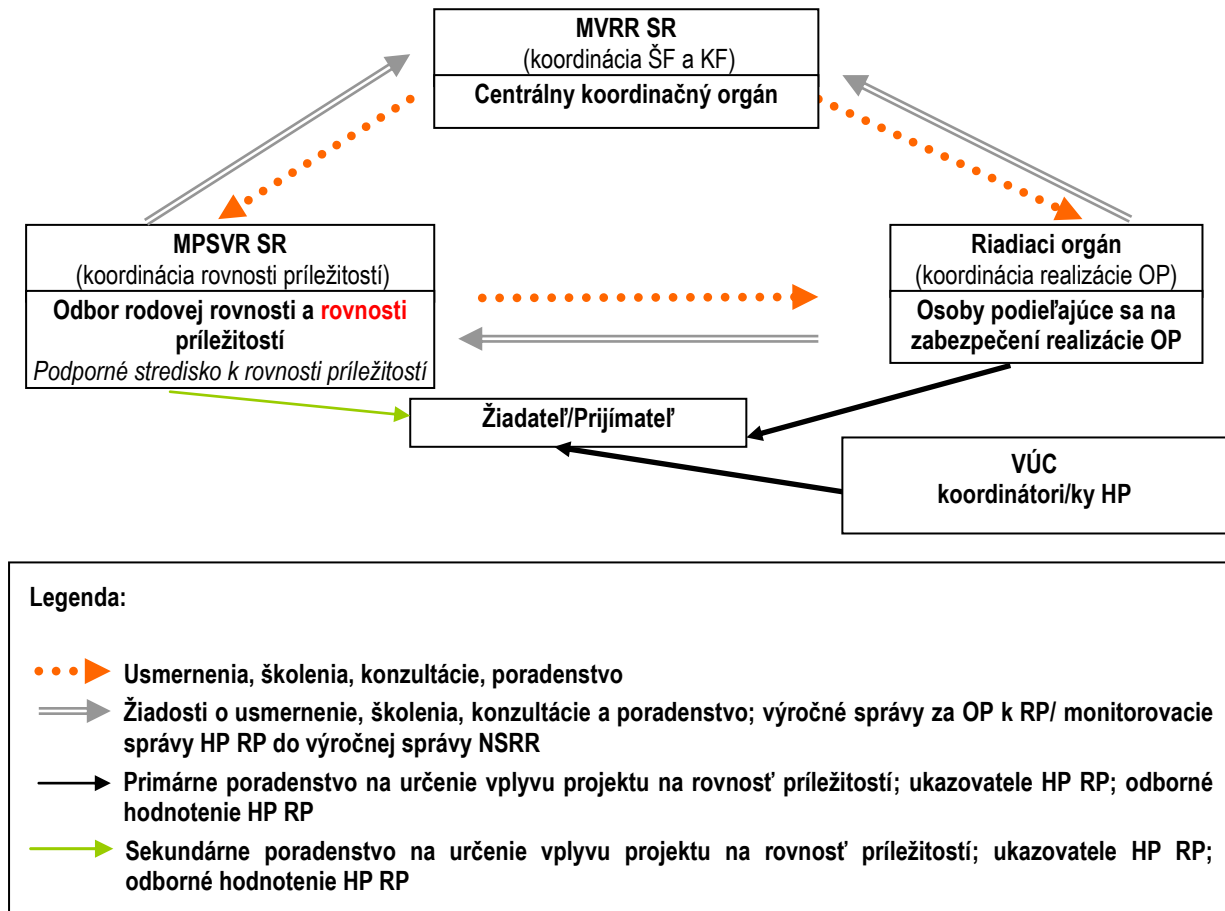 MVRR SR
(koordinácia ŠF a KF)
Centrálny koordinačný orgán
MPSVR SR
(koordinácia rovnosti príležitostí)
Odbor rodovej rovnosti a rovnosti
príležitostí
Podporné stredisko k rovnosti príležitostí
Riadiaci orgán
(koordinácia realizácie OP)
Osoby podieľajúce sa na
zabezpečení realizácie OP
Žiadateľ/Prijímateľ
VÚC
koordinátori/ky HP
Legenda:
Usmernenia, školenia, konzultácie, poradenstvo
Žiadosti o usmernenie, školenia, konzultácie a poradenstvo; výročné správy za OP k RP/ monitorovacie
správy HP RP do výročnej správy NSRR
Primárne poradenstvo na určenie vplyvu projektu na rovnosť príležitostí; ukazovatele HP RP; odborné
hodnotenie HP RP
Sekundárne poradenstvo na určenie vplyvu projektu na rovnosť príležitostí; ukazovatele HP RP;
odborné hodnotenie HP RP